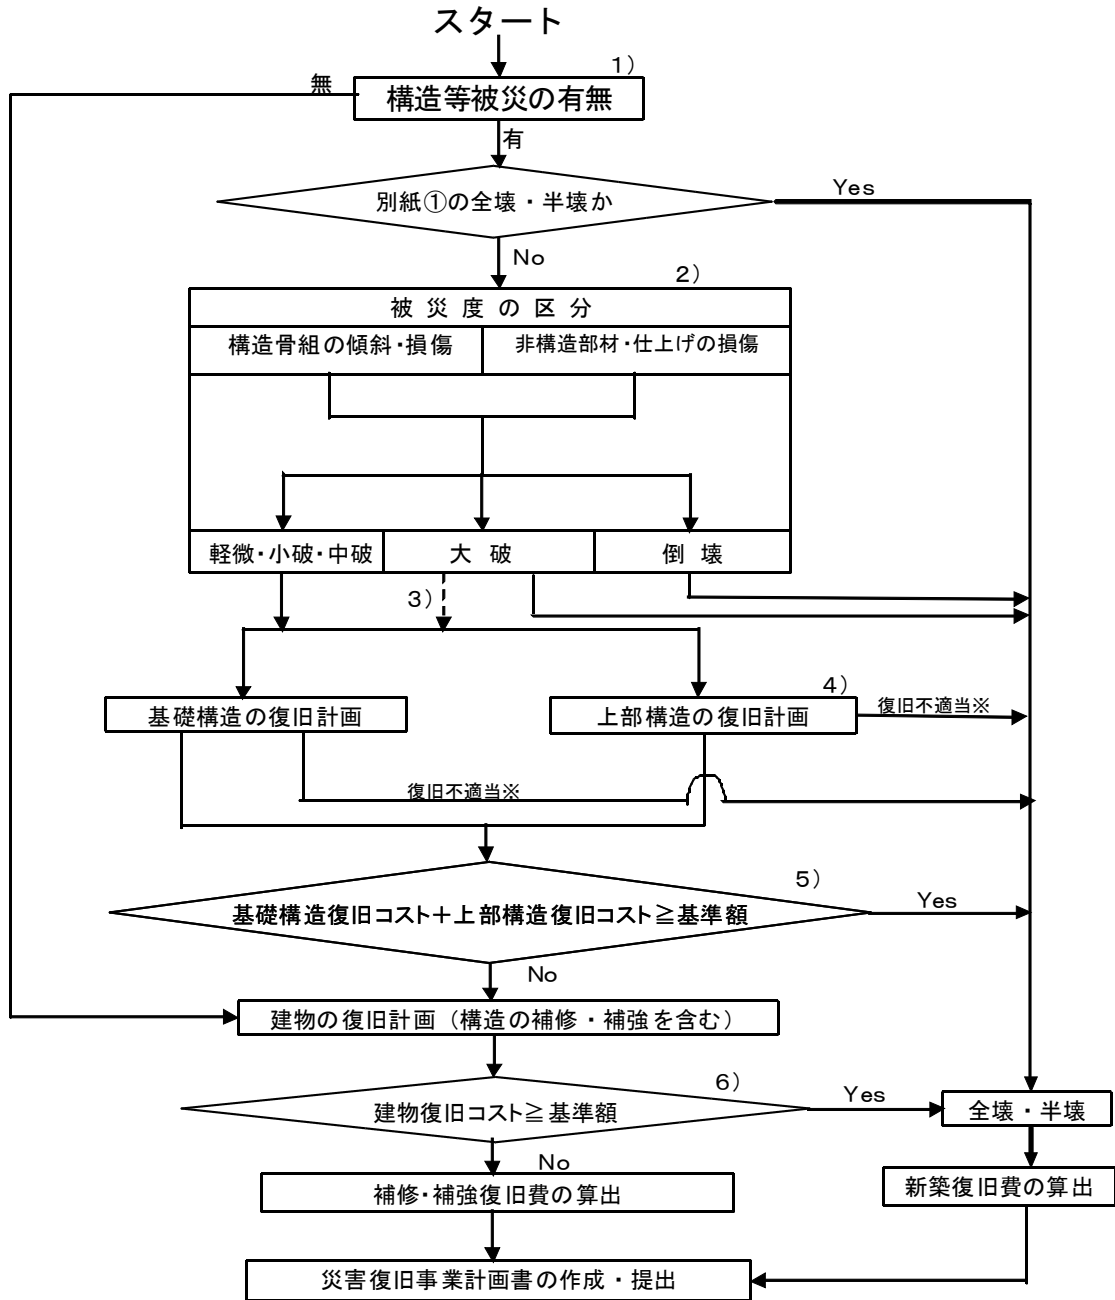 スタート
1）
無
構造等被災の有無
有
別紙①の全壊・半壊か
Yes
No
2）
被 災 度 の 区 分
構造骨組の傾斜・損傷
非構造部材・仕上げの損傷
軽微・小破・中破
大 破
倒 壊
3）
4）
基礎構造の復旧計画
上部構造の復旧計画
復旧不適当※
復旧不適当※
5）
基礎構造復旧コスト＋上部構造復旧コスト≧基準額
Yes
No
建物の復旧計画（構造の補修・補強を含む）
6）
建物復旧コスト≧基準額
Yes
全壊・半壊
No
補修・補強復旧費の算出
新築復旧費の算出
災害復旧事業計画書の作成・提出